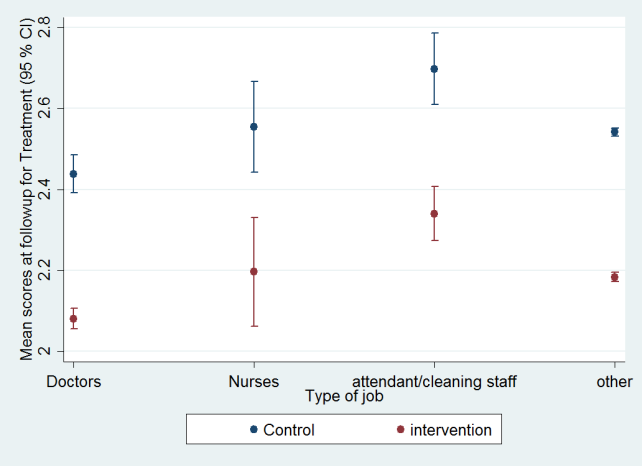 Mean scores at followup for Treatment (95 % CI)
2.8
2.6
2.4
2.2
2
Doctors Nurses attendant/cleaning staff other
Type of job
Control intervention